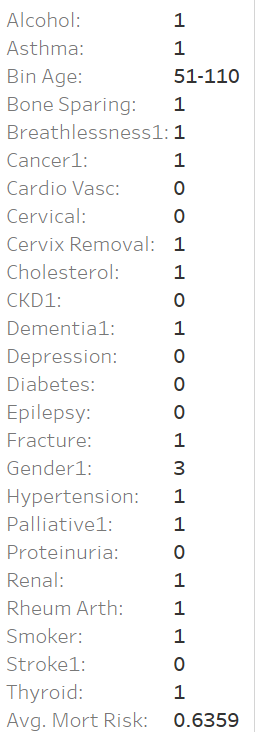 Alcohol: 1
Asthma: 1
Bin Age: 51-110
Bone Sparing: 1
Breathlessness1: 1
Cancer1: 1
Cardio Vasc: 0
Cervical: 0
Cervix Removal: 1
Cholesterol: 1
CKD1: 0
Dementia1: 1
Depression: 0
Diabetes: 0
Epilepsy: 0
Fracture: 1
Gender1: 3
Hypertension: 1
Palliative1: 1
Proteinuria: 0
Renal: 1
Rheum Arth: 1
Smoker: 1
Stroke1: 0
Thyroid: 1
Avg. Mort Risk: 0.6359